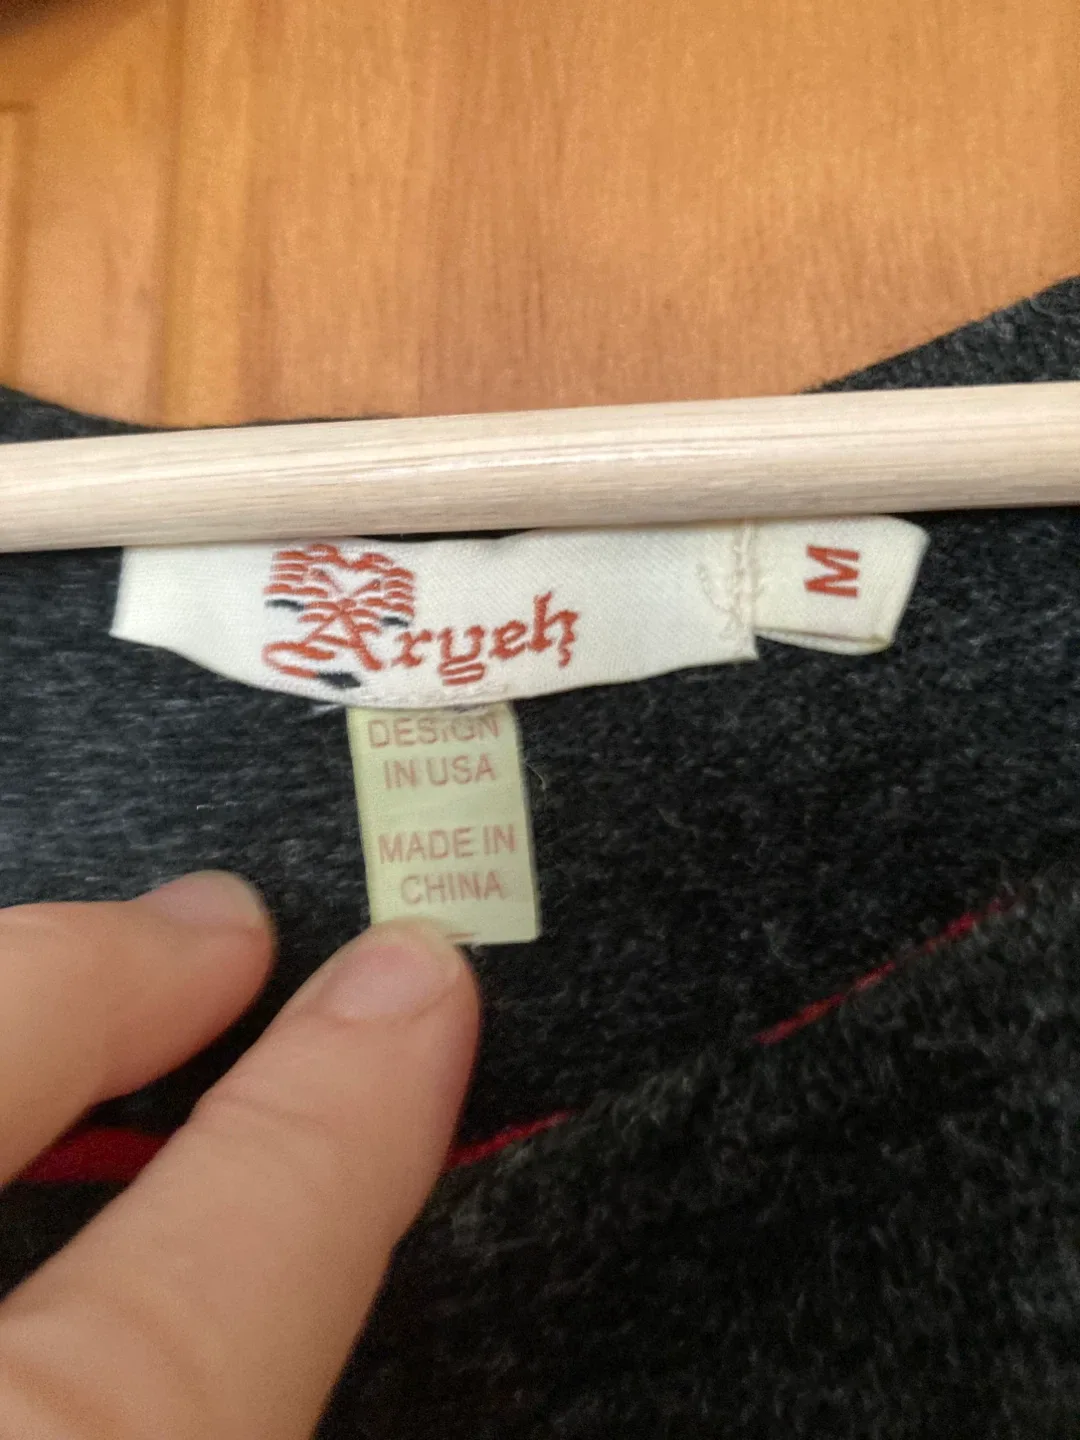 Aryeh
M
DESIGN
IN USA
MADE IN
CHINA